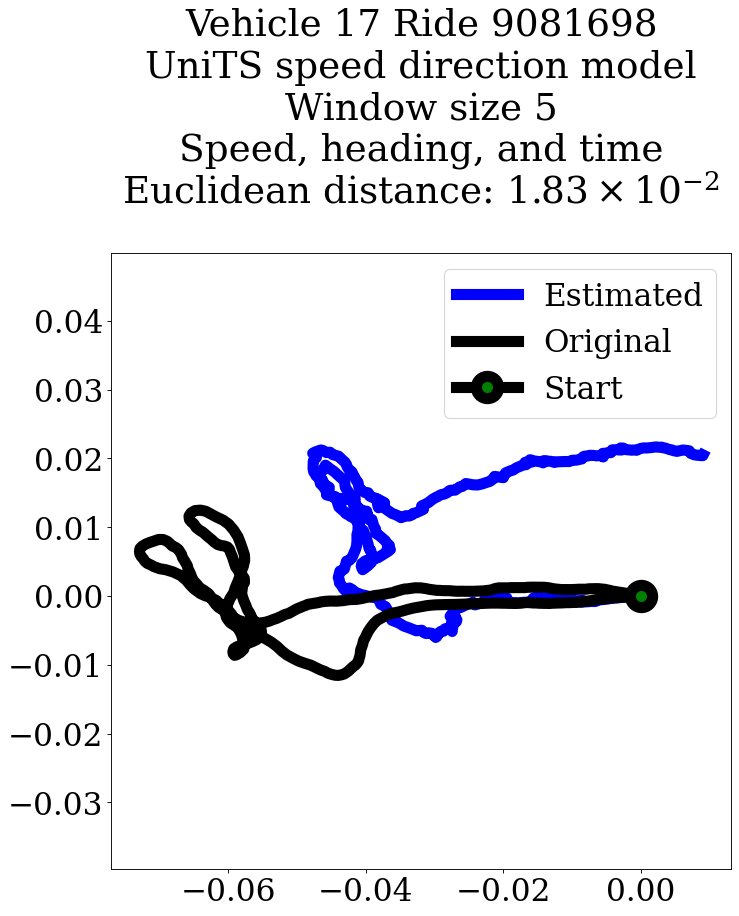 Vehicle 17 Ride 9081698
UniTS speed direction model
Window size 5
Speed, heading, and time
Euclidean distance: 1.83 × 10⁻²
Estimated
Original
Start
0.04
0.03
0.02
0.01
0.00
−0.01
−0.02
−0.03
−0.06 −0.04 −0.02 0.00